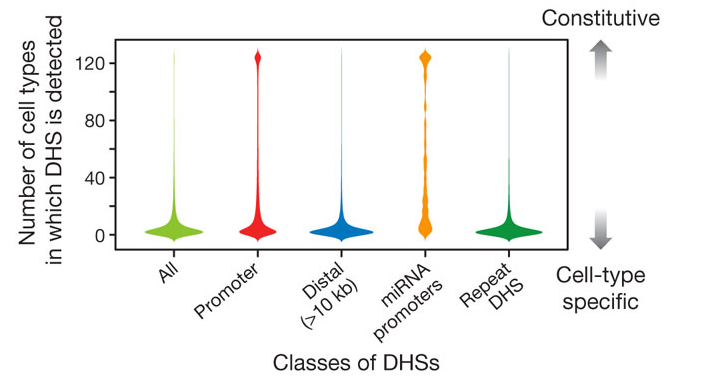 Constitutive
Number of cell types
in which DHS is detected
120
80
40
0
All
Promoter
Distal
(>10 kb)
miRNA
promoters
Repeat
DHS
Cell-type
specific
Classes of DHSs